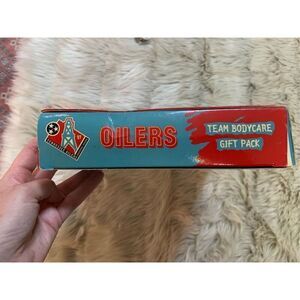 OILERS
TEAM BODYCARE
GIFT PACK